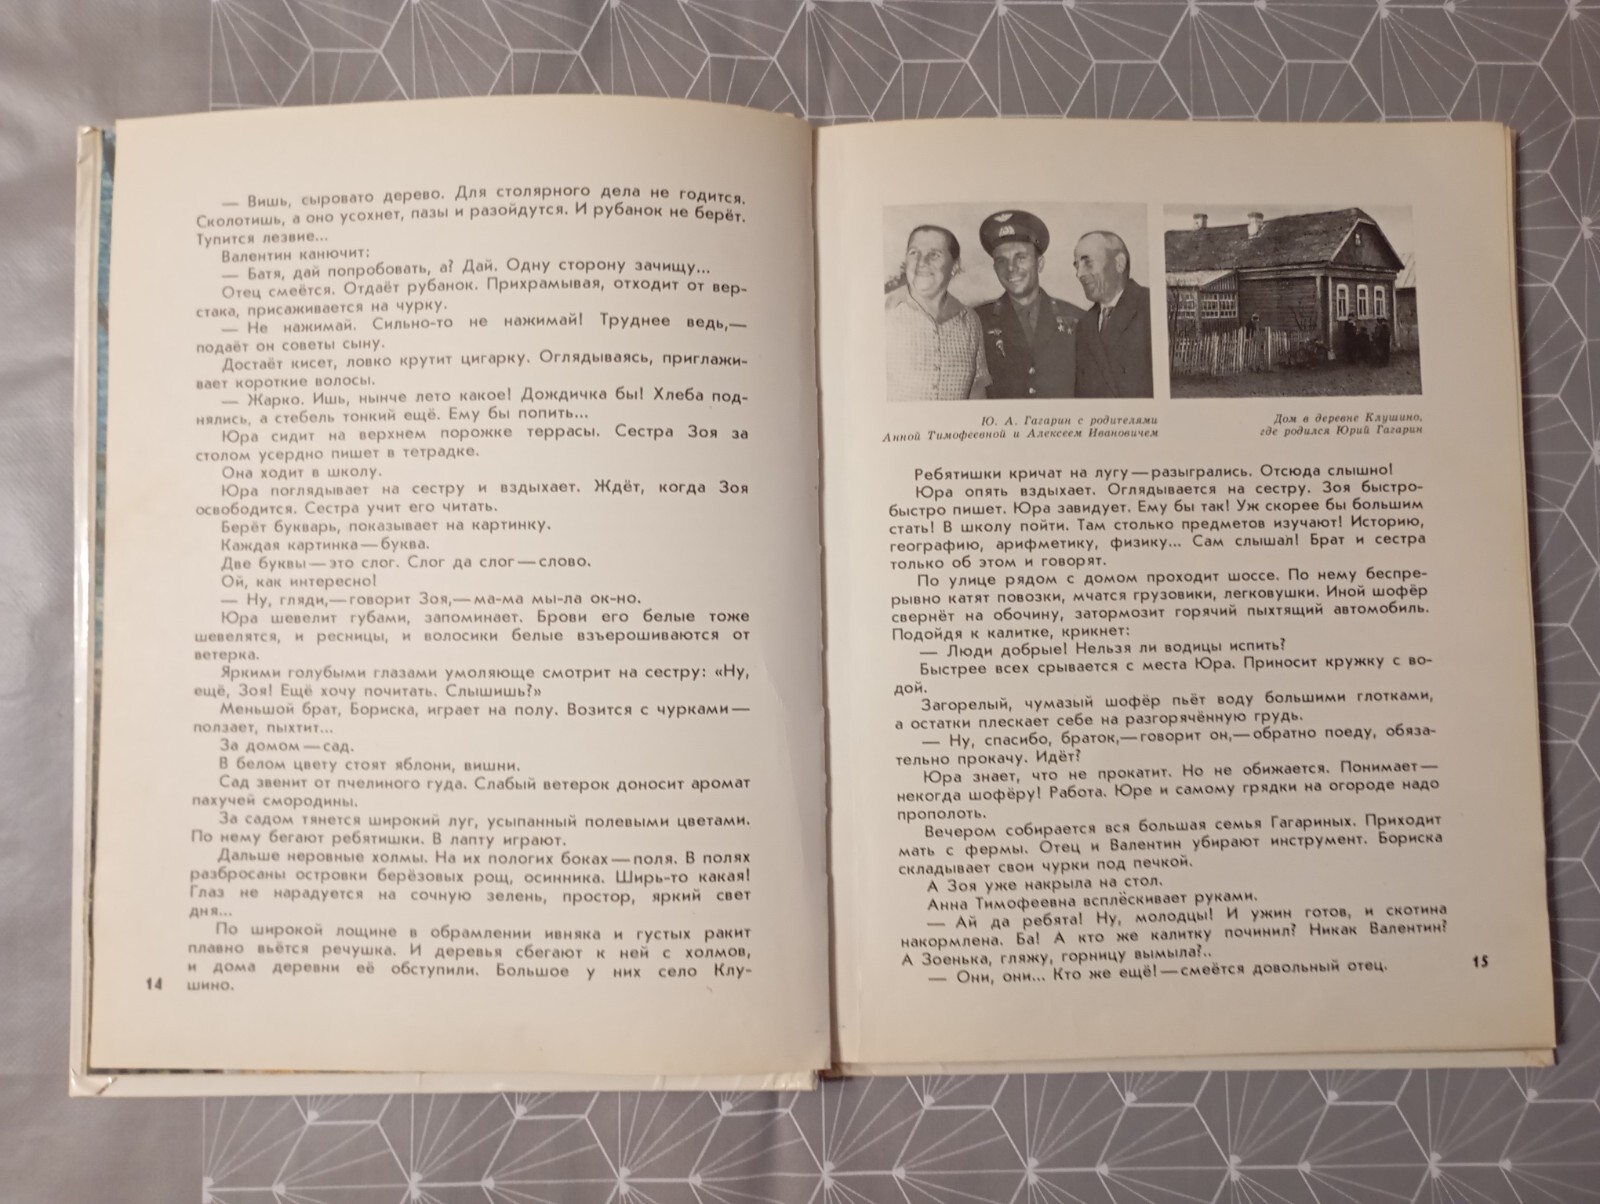 — Вишь, сыровато дерево. Для столярного дела не годится.
Сколотишь, а оно усохнет, пазы и разойдутся. И рубанок не берёт.
Тупится лезвие...
Валентин канючит:
— Батя, дай попробовать, а? Дай. Одну сторону зачищу...
Отец смеётся. Отдаёт рубанок. Прихрамывая, отходит от вер-
стака, присаживается на чурку.
— Не нажимай. Сильно-то не нажимай! Труднее ведь,—
подаёт он советы сыну.
Достаёт кисет, ловко крутит цигарку. Оглядываясь, приглажи-
вает короткие волосы.
— Жарко. Ишь, нынче лето какое! Дождичка бы! Хлеба под-
нялись, а стебель тонкий ещё. Ему бы попить...
Юра сидит на верхнем порожке террасы. Сестра Зоя за
столом усердно пишет в тетрадке.
Она ходит в школу.
Юра поглядывает на сестру и вздыхает. Ждёт, когда Зоя
освободится. Сестра учит его читать.
Берёт букварь, показывает на картинку.
Каждая картинка — буква.
Две буквы — это слог. Слог да слог — слово.
Ой, как интересно!
— Ну, гляди,— говорит Зоя,— ма-ма мы-ла ок-но.
Юра шевелит губами, запоминает. Брови его белые тоже
шевелятся, и ресницы, и волосики белые взъерошиваются от
ветерка.
Яркими голубыми глазами умоляюще смотрит на сестру: «Ну,
ещё, Зоя! Ещё хочу почитать. Слышишь?»
Меньшой брат, Бориска, играет на полу. Возится с чурками —
ползает, пыхтит...
За домом — сад.
В белом цвету стоят яблони, вишни.
Сад звенит от пчелиного гуда. Слабый ветерок доносит аромат
пахучей смородины.
За садом тянется широкий луг, усыпанный полевыми цветами.
По нему бегают ребятишки. В лапту играют.
Дальше неровные холмы. На их пологих боках — поля. В полях
разбросаны островки берёзовых рощ, осинника. Ширь-то какая!
Глаз не нарадуется на сочную зелень, простор, яркий свет
дня...
По широкой лощине в обрамлении ивняка и густых ракит
плавно вьётся речушка. И деревья сбегают к ней с холмов,
и дома деревни её обступили. Большое у них село Клу-
шино.
14
Ю. А. Гагарин с родителями
Анной Тимофеевной и Алексеем Ивановичем
Дом в деревне Клушино,
где родился Юрий Гагарин
Ребятишки кричат на лугу — разыгрались. Отсюда слышно!
Юра опять вздыхает. Оглядывается на сестру. Зоя быстро-
быстро пишет. Юра завидует. Ему бы так! Уж скорее бы большим
стать! В школу пойти. Там столько предметов изучают! Историю,
географию, арифметику, физику... Сам слышал! Брат и сестра
только об этом и говорят.
По улице рядом с домом проходит шоссе. По нему беспре-
рывно катят повозки, мчатся грузовики, легковушки. Иной шофёр
свернёт на обочину, затормозит горячий пыхтящий автомобиль.
Подойдя к калитке, крикнет:
— Люди добрые! Нельзя ли водицы испить?
Быстрее всех срывается с места Юра. Приносит кружку с во-
дой.
Загорелый, чумазый шофёр пьёт воду большими глотками,
а остатки плескает себе на разгорячённую грудь.
— Ну, спасибо, браток,— говорит он,— обратно поеду, обяза-
тельно прокачу. Идёт?
Юра знает, что не прокатит. Но не обижается. Понимает —
некогда шофёру! Работа. Юре и самому грядки на огороде надо
прополоть.
Вечером собирается вся большая семья Гагариных. Приходит
мать с фермы. Отец и Валентин убирают инструмент. Бориска
складывает свои чурки под печкой.
А Зоя уже накрыла на стол.
Анна Тимофеевна всплёскивает руками.
— Ай да ребята! Ну, молодцы! И ужин готов, и скотина
накормлена. Ба! А кто же калитку починил? Никак Валентин?
А Зоенька, гляжу, горницу вымыла?..
— Они, они... Кто же ещё! — смеётся довольный отец.
15